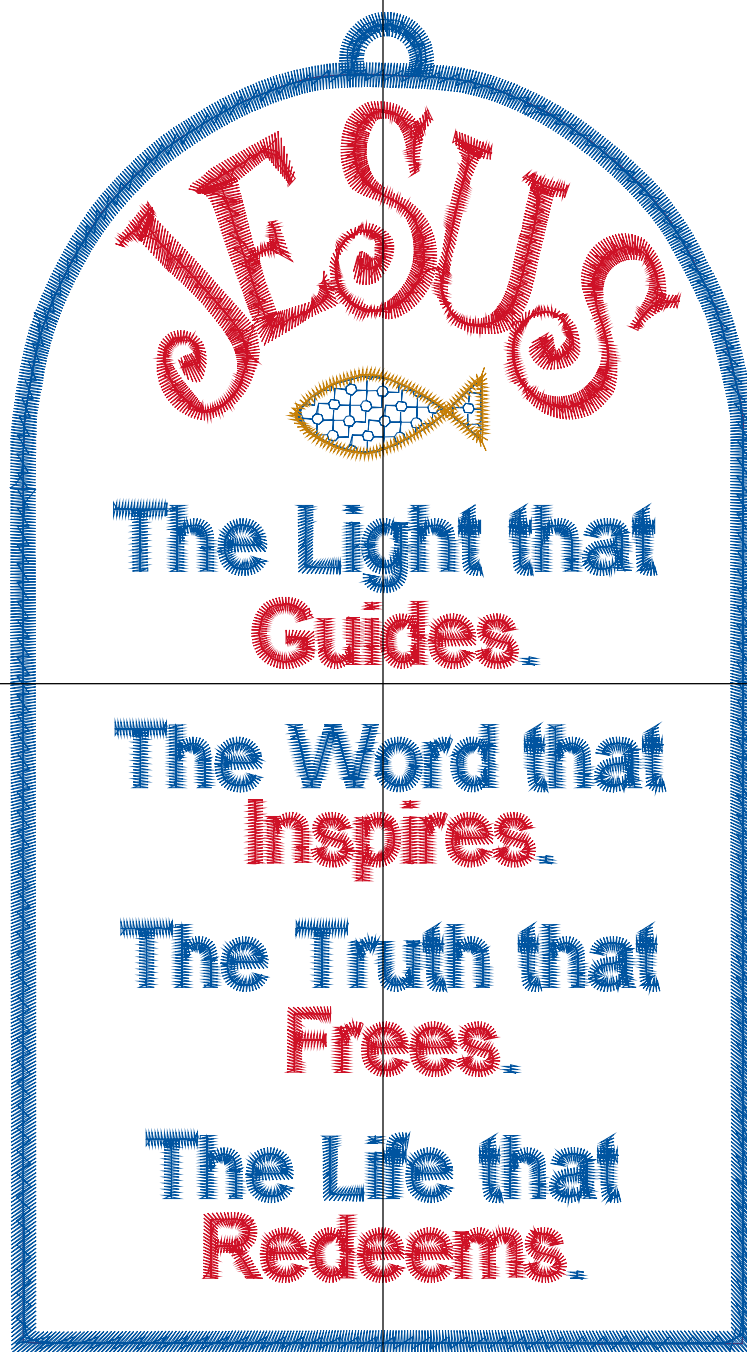 JESUS
The Light that
Guides.
The Word that
Inspires.
The Truth that
Frees.
The Life that
Redeems.